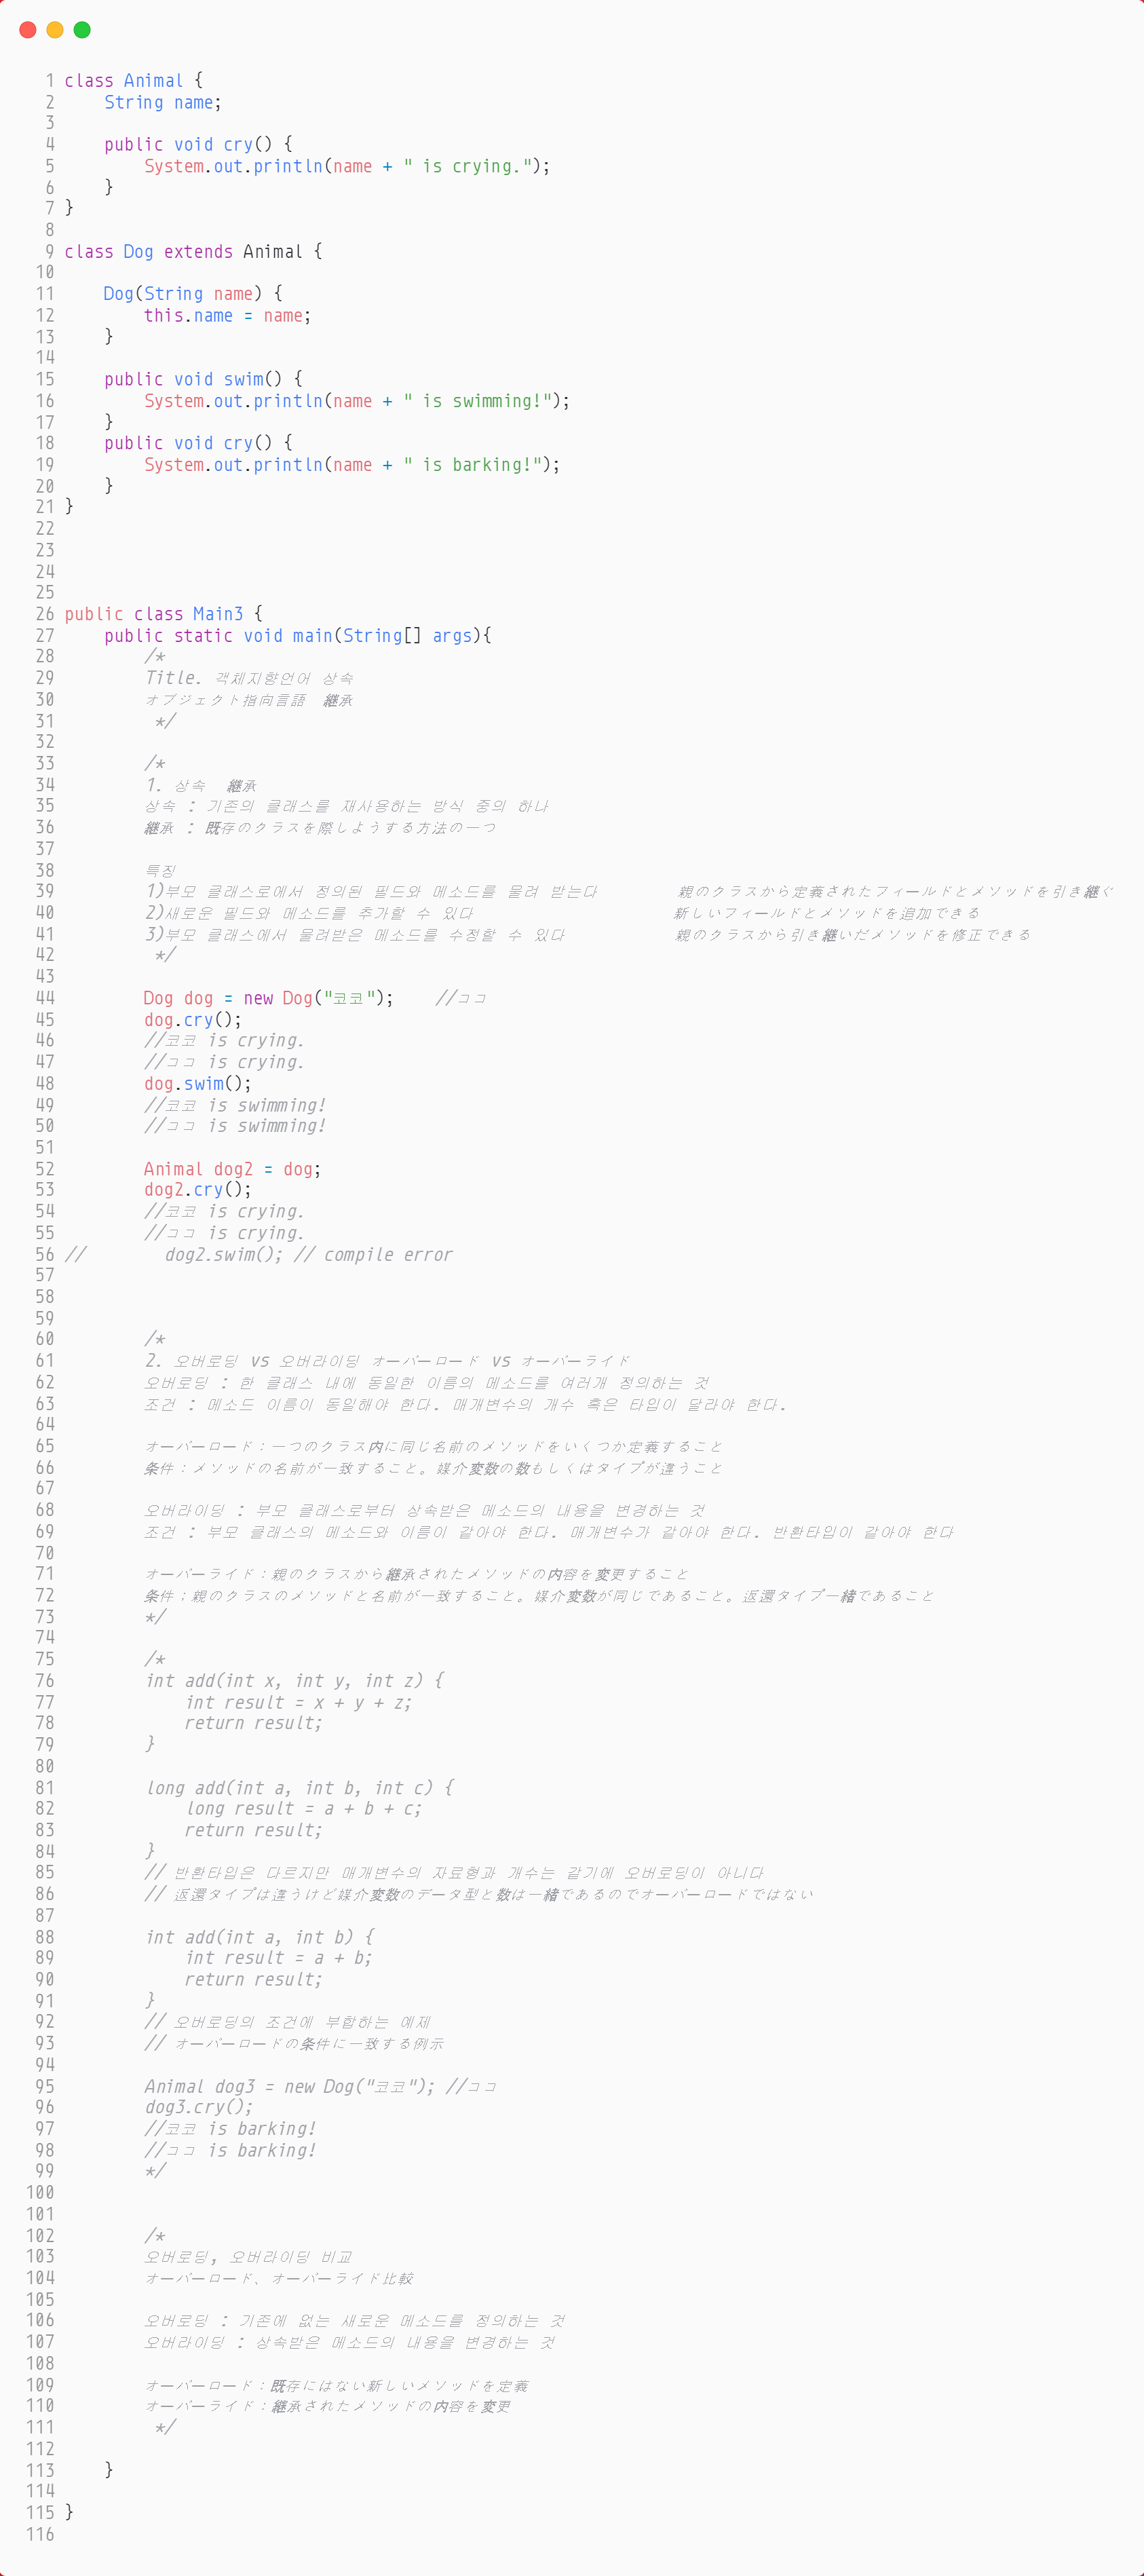 1 class Animal {
2     String name;
3
4     public void cry() {
5         System.out.println(name + " is crying.");
6     }
7 }
8
9 class Dog extends Animal {
10
11     Dog(String name) {
12         this.name = name;
13     }
14
15     public void swim() {
16         System.out.println(name + " is swimming!");
17     }
18     public void cry() {
19         System.out.println(name + " is barking!");
20     }
21 }
22
23
24
25
26 public class Main3 {
27     public static void main(String[] args){
28         /*
29         Title. 객체지향언어 상속
30         オブジェクト指向言語　継承
31          */
32
33         /*
34         1. 상속  継承
35         상속 : 기존의 클래스를 재사용하는 방식 중의 하나
36         継承 : 既存のクラスを際しようする方法の一つ
37
38         특징
39         1)부모 클래스로에서 정의된 필드와 메소드를 물려 받는다        親のクラスから定義されたフィールドとメソッドを引き継ぐ
40         2)새로운 필드와 메소드를 추가할 수 있다                    新しいフィールドとメソッドを追加できる
41         3)부모 클래스에서 물려받은 메소드를 수정할 수 있다           親のクラスから引き継いだメソッドを修正できる
42          */
43
44         Dog dog = new Dog("코코");    //ココ
45         dog.cry();
46         //코코 is crying.
47         //ココ is crying.
48         dog.swim();
49         //코코 is swimming!
50         //ココ is swimming!
51
52         Animal dog2 = dog;
53         dog2.cry();
54         //코코 is crying.
55         //ココ is crying.
56 //        dog2.swim(); // compile error
57
58
59
60         /*
61         2. 오버로딩 vs 오버라이딩 オーバーロード vs オーバーライド
62         오버로딩 : 한 클래스 내에 동일한 이름의 메소드를 여러개 정의하는 것
63         조건 : 메소드 이름이 동일해야 한다. 매개변수의 개수 혹은 타입이 달라야 한다.
64
65         オーバーロード：一つのクラス内に同じ名前のメソッドをいくつか定義すること
66         条件：メソッドの名前が一致すること。媒介変数の数もしくはタイプが違うこと
67
68         오버라이딩 : 부모 클래스로부터 상속받은 메소드의 내용을 변경하는 것
69         조건 : 부모 클래스의 메소드와 이름이 같아야 한다. 매개변수가 같아야 한다. 반환타입이 같아야 한다
70
71         オーバーライド：親のクラスから継承されたメソッドの内容を変更すること
72         条件：親のクラスのメソッドと名前が一致すること。媒介変数が同じであること。返還タイプ一緒であること
73         */
74
75         /*
76         int add(int x, int y, int z) {
77             int result = x + y + z;
78             return result;
79         }
80
81         long add(int a, int b, int c) {
82             long result = a + b + c;
83             return result;
84         }
85         // 반환타입은 다르지만 매개변수의 자료형과 개수는 같기에 오버로딩이 아니다
86         // 返還タイプは違うけど媒介変数のデータ型と数は一緒であるのでオーバーロードではない
87
88         int add(int a, int b) {
89             int result = a + b;
90             return result;
91         }
92         // 오버로딩의 조건에 부합하는 예제
93         // オーバーロードの条件に一致する例示
94
95         Animal dog3 = new Dog("코코"); //ココ
96         dog3.cry();
97         //코코 is barking!
98         //ココ is barking!
99         */
100
101
102         /*
103         오버로딩, 오버라이딩 비교
104         オーバーロード、オーバーライド比較
105
106         오버로딩 : 기존에 없는 새로운 메소드를 정의하는 것
107         오버라이딩 : 상속받은 메소드의 내용을 변경하는 것
108
109         オーバーロード：既存にはない新しいメソッドを定義
110         オーバーライド：継承されたメソッドの内容を変更
111          */
112
113     }
114
115 }
116